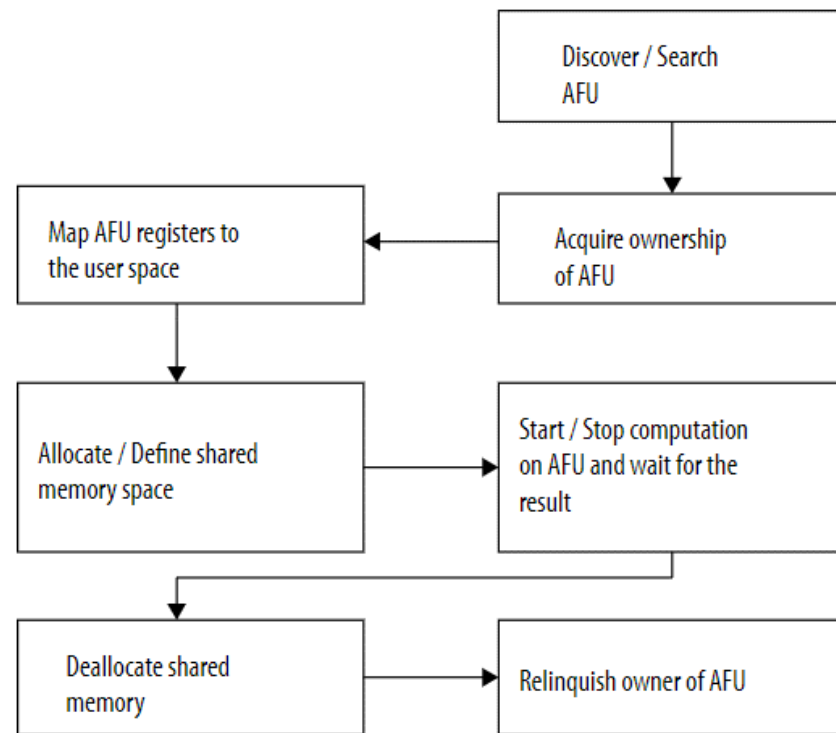 Discover / Search
AFU
Acquire ownership
of AFU
Map AFU registers to
the user space
Allocate / Define shared
memory space
Start / Stop computation
on AFU and wait for the
result
Deallocate shared
memory
Relinquish owner of AFU